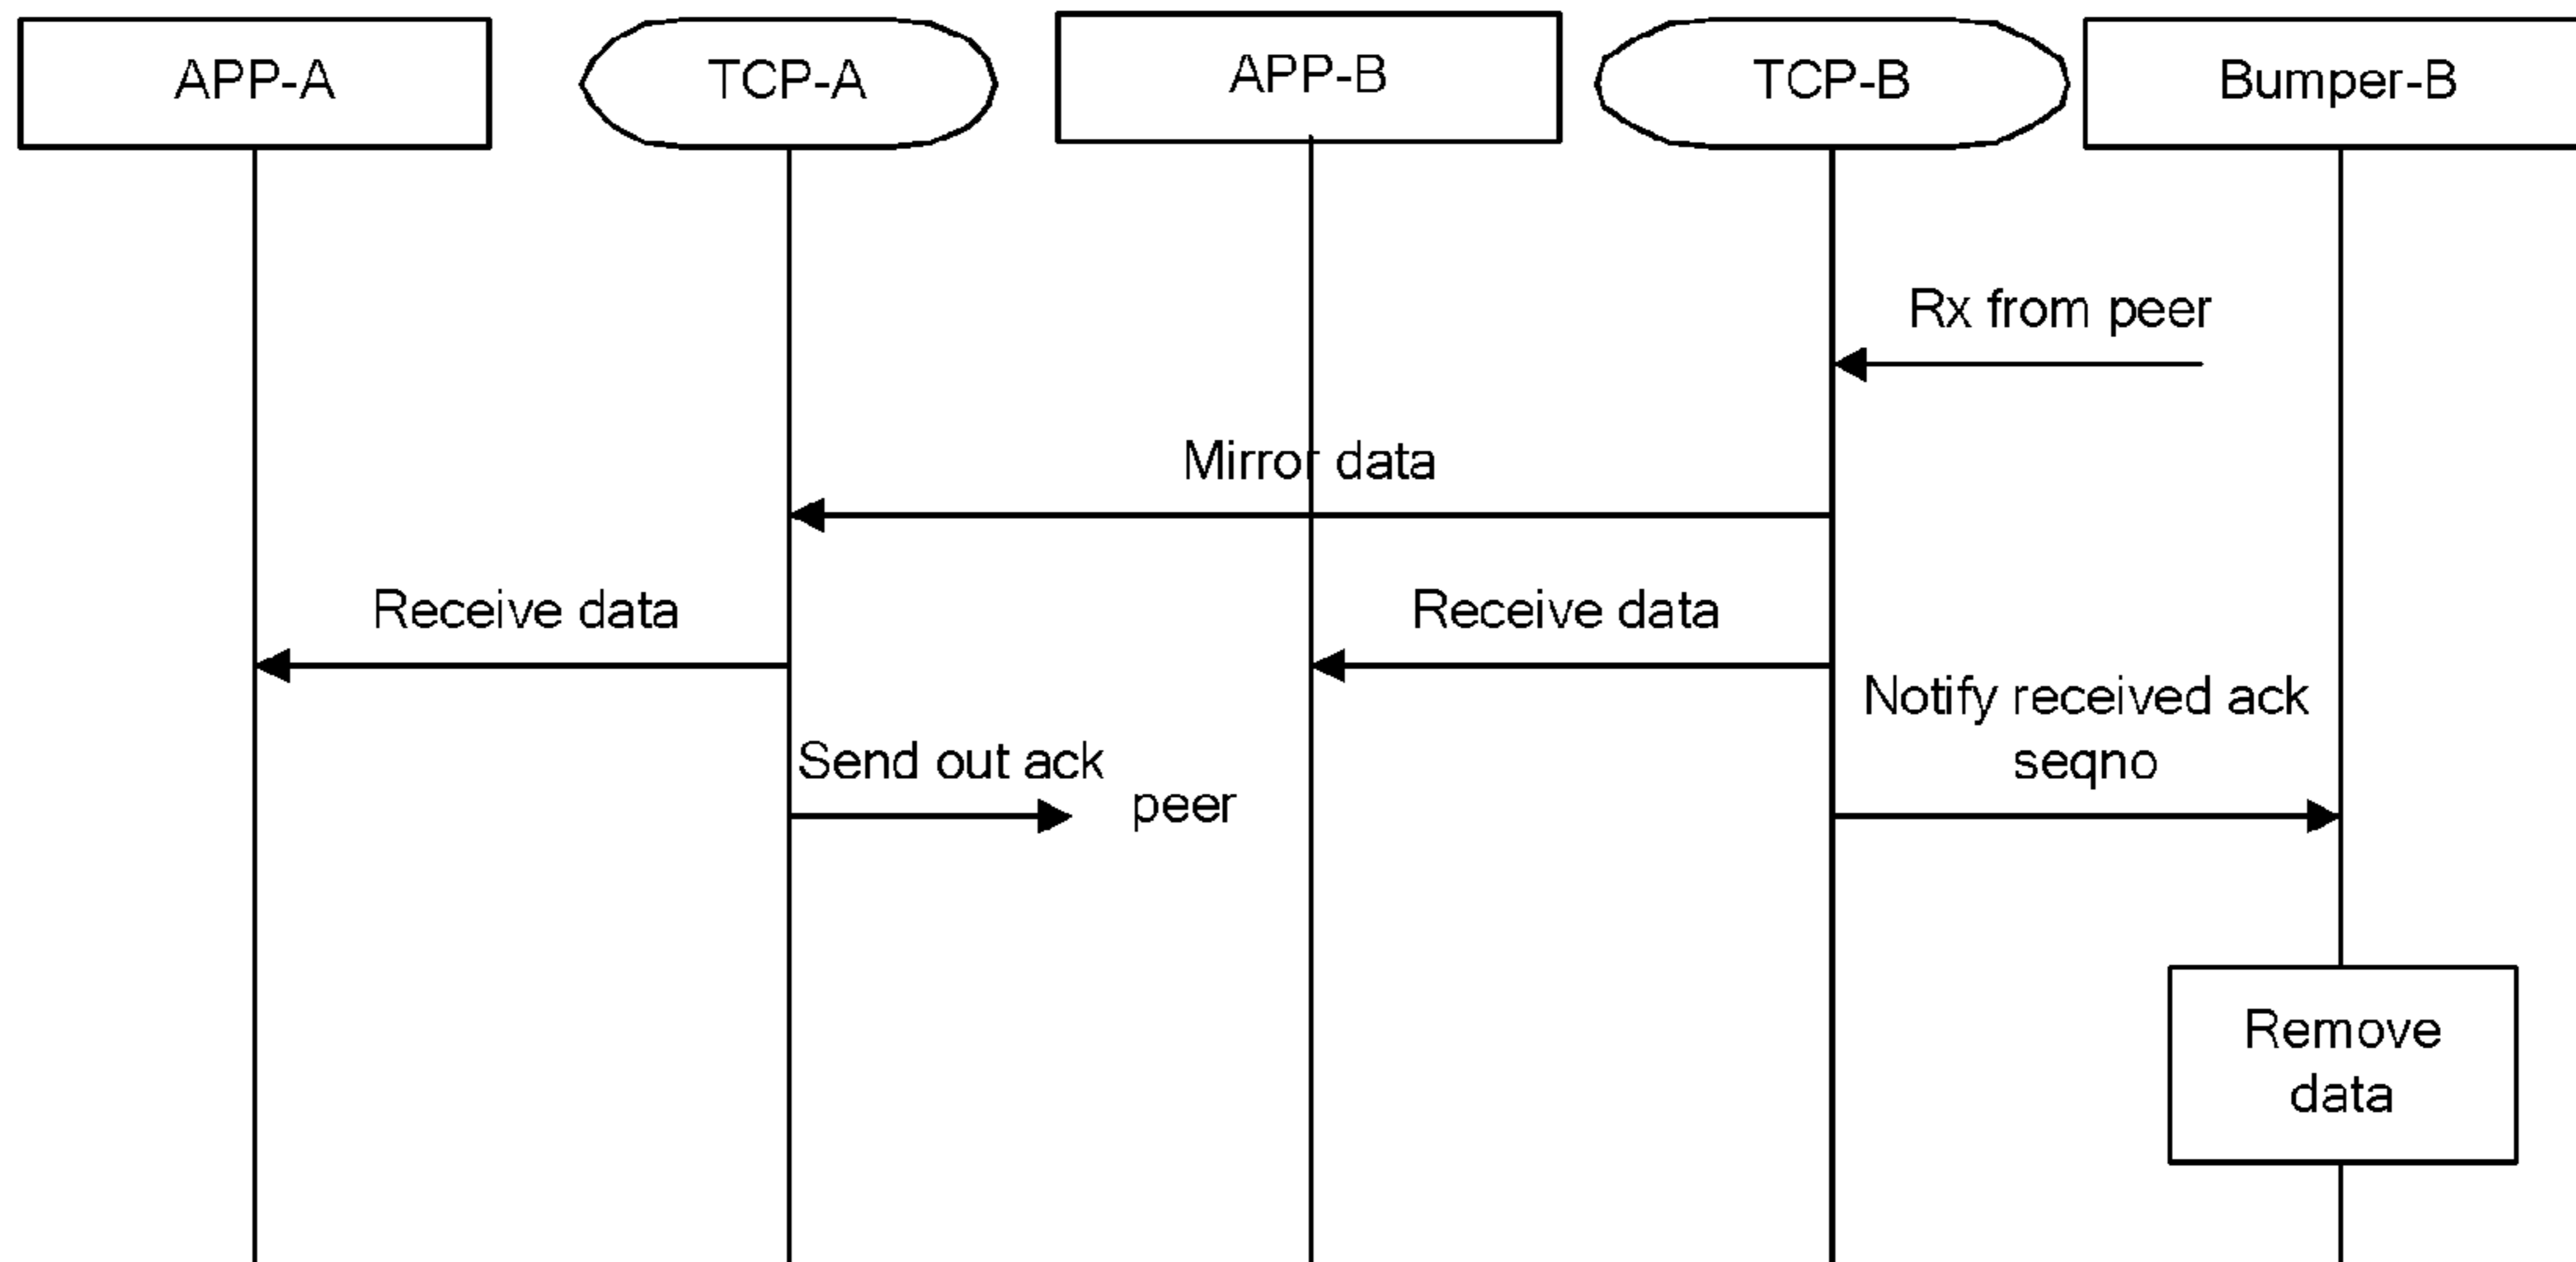 APP-A
TCP-A
APP-B
TCP-B
Bumper-B
Rx from peer
Mirror data
Receive data
Receive data
Notify received ack
seqno
Send out ack
peer
Remove
data